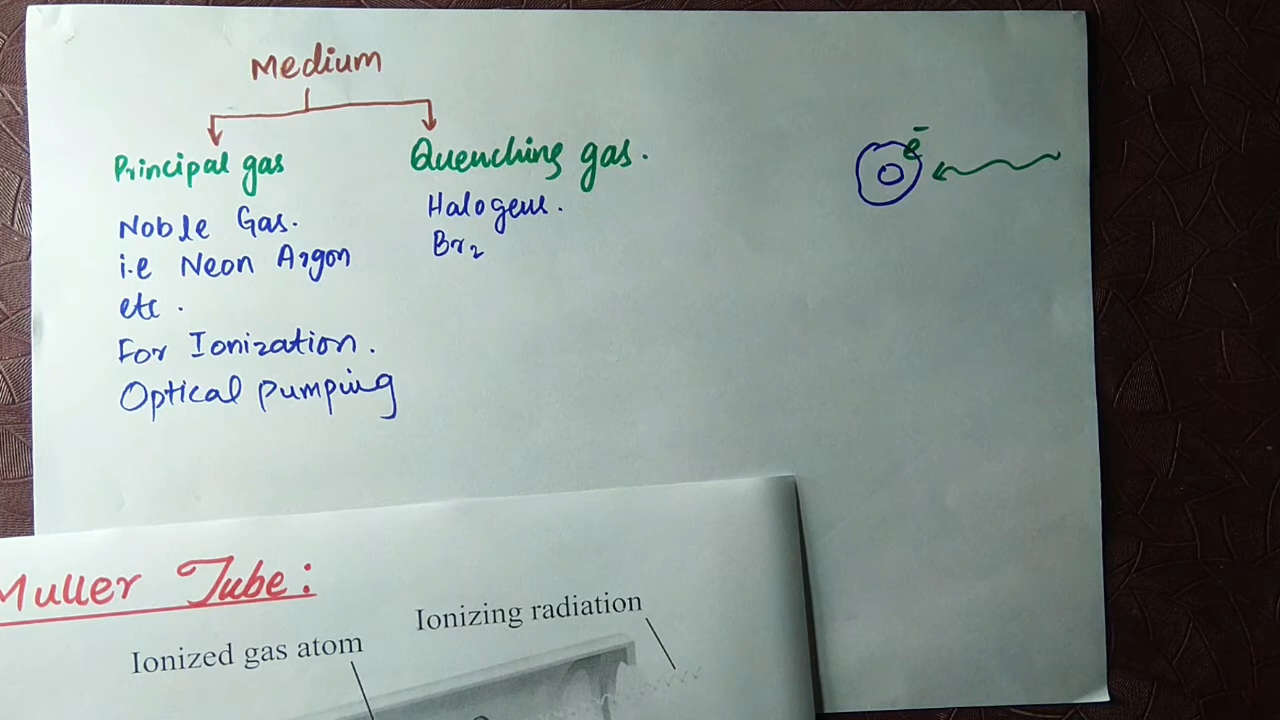 Medium
Principal gas
Quenching gas.
Noble Gas.
Halogens.
i.e Neon Argon
Br2
etc.
For Ionization.
Optical pumping
e-
Muller Tube:
Ionizing radiation
Ionized gas atom